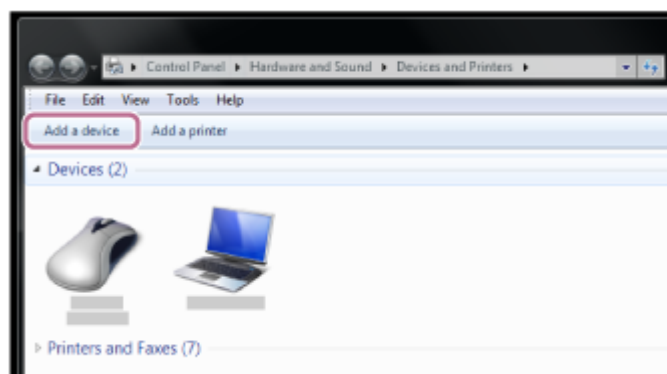 Control Panel Hardware and Sound Devices and Printers
File Edit View Tools Help
Add a device Add a printer
Devices (2)
Printers and Faxes (7)